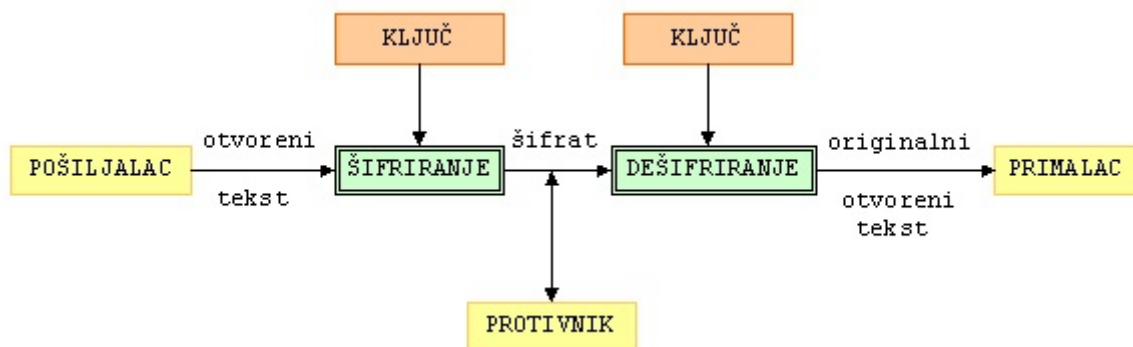 KLJUČ
KLJUČ
POŠILJALAC
otvoreni
tekst
ŠIFRIRANJE
šifrat
DEŠIFRIRANJE
originalni
otvoreni
tekst
PRIMALAC
PROTIVNIK